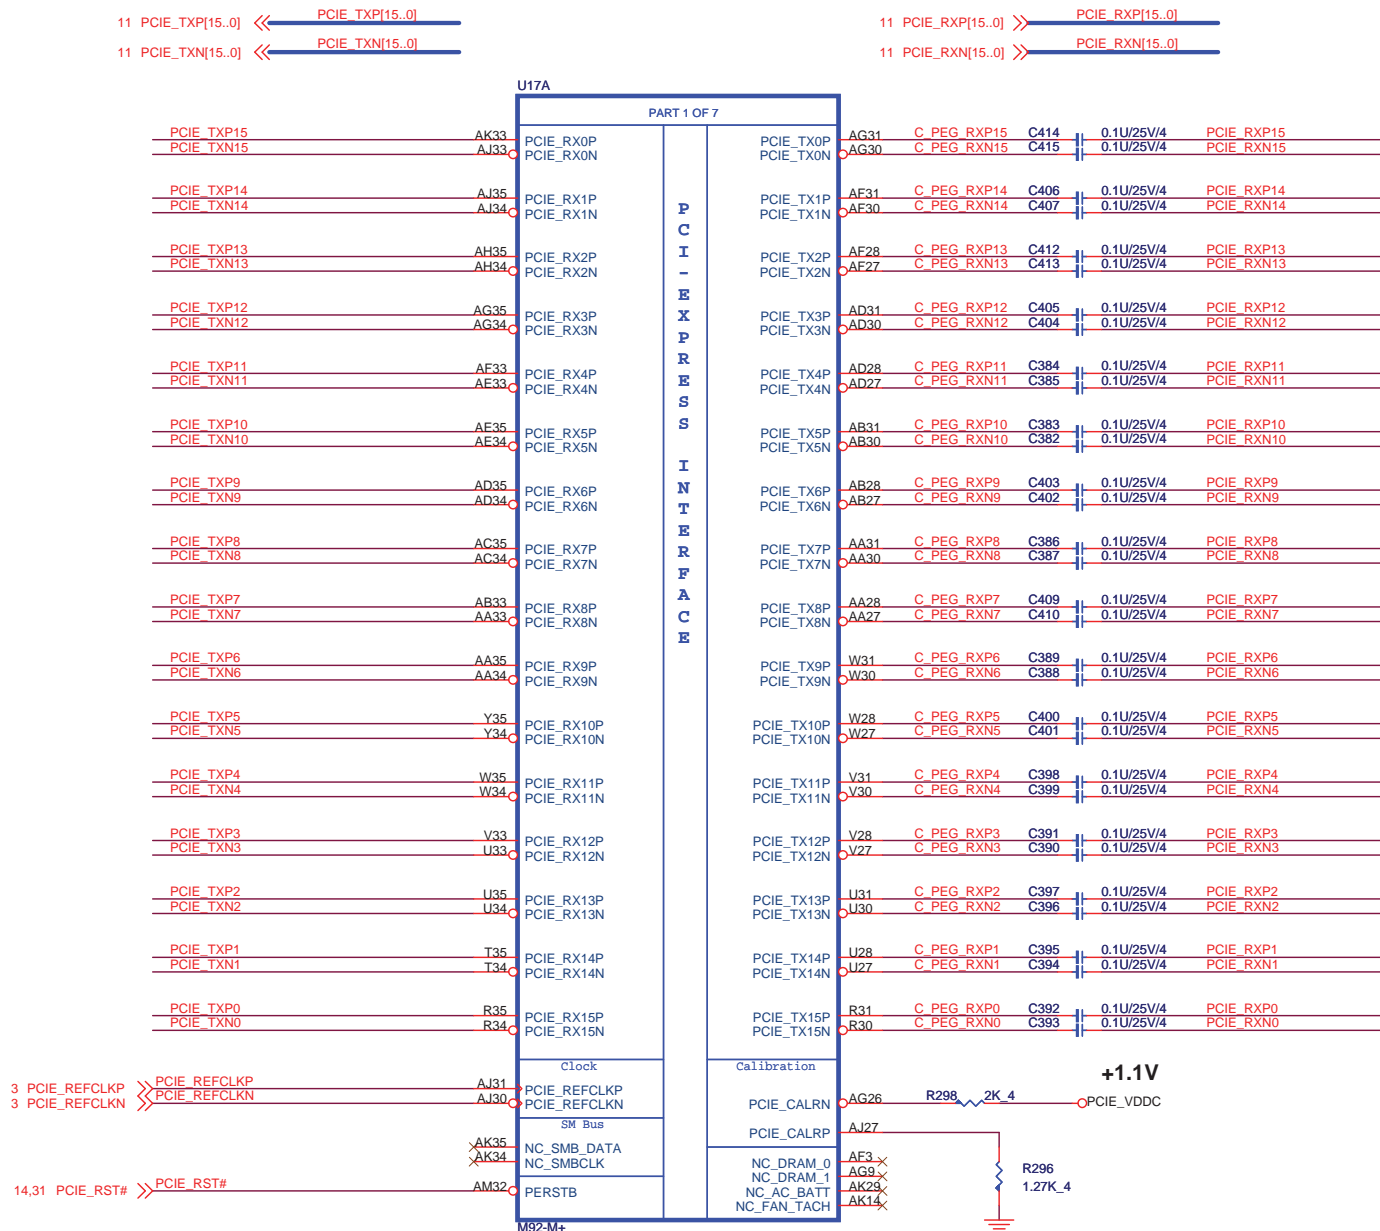 11 PCIE_TXP[15..0] PCIE_TXP[15..0] 11 PCIE_RXP[15..0] PCIE_RXP[15..0]
11 PCIE_TXN[15..0] PCIE_TXN[15..0] 11 PCIE_RXN[15..0] PCIE_RXN[15..0]
U17A
PART 1 OF 7
PCI-EXPRESS INTERFACE
PCIE_TXP15 AK33 PCIE_RX0P PCIE_TX0P AG31 C_PEG_RXP15 C414 0.1U/25V/4 PCIE_RXP15
PCIE_TXN15 AJ33 PCIE_RX0N PCIE_TX0N AG30 C_PEG_RXN15 C415 0.1U/25V/4 PCIE_RXN15
PCIE_TXP14 AJ35 PCIE_RX1P PCIE_TX1P AF31 C_PEG_RXP14 C406 0.1U/25V/4 PCIE_RXP14
PCIE_TXN14 AJ34 PCIE_RX1N PCIE_TX1N AF30 C_PEG_RXN14 C407 0.1U/25V/4 PCIE_RXN14
PCIE_TXP13 AH35 PCIE_RX2P PCIE_TX2P AF28 C_PEG_RXP13 C412 0.1U/25V/4 PCIE_RXP13
PCIE_TXN13 AH34 PCIE_RX2N PCIE_TX2N AF27 C_PEG_RXN13 C413 0.1U/25V/4 PCIE_RXN13
PCIE_TXP12 AG35 PCIE_RX3P PCIE_TX3P AD31 C_PEG_RXP12 C405 0.1U/25V/4 PCIE_RXP12
PCIE_TXN12 AG34 PCIE_RX3N PCIE_TX3N AD30 C_PEG_RXN12 C404 0.1U/25V/4 PCIE_RXN12
PCIE_TXP11 AF33 PCIE_RX4P PCIE_TX4P AD28 C_PEG_RXP11 C384 0.1U/25V/4 PCIE_RXP11
PCIE_TXN11 AE33 PCIE_RX4N PCIE_TX4N AD27 C_PEG_RXN11 C385 0.1U/25V/4 PCIE_RXN11
PCIE_TXP10 AE35 PCIE_RX5P PCIE_TX5P AB31 C_PEG_RXP10 C383 0.1U/25V/4 PCIE_RXP10
PCIE_TXN10 AE34 PCIE_RX5N PCIE_TX5N AB30 C_PEG_RXN10 C382 0.1U/25V/4 PCIE_RXN10
PCIE_TXP9 AD35 PCIE_RX6P PCIE_TX6P AB28 C_PEG_RXP9 C403 0.1U/25V/4 PCIE_RXP9
PCIE_TXN9 AD34 PCIE_RX6N PCIE_TX6N AB27 C_PEG_RXN9 C402 0.1U/25V/4 PCIE_RXN9
PCIE_TXP8 AC35 PCIE_RX7P PCIE_TX7P AA31 C_PEG_RXP8 C386 0.1U/25V/4 PCIE_RXP8
PCIE_TXN8 AC34 PCIE_RX7N PCIE_TX7N AA30 C_PEG_RXN8 C387 0.1U/25V/4 PCIE_RXN8
PCIE_TXP7 AB33 PCIE_RX8P PCIE_TX8P AA28 C_PEG_RXP7 C409 0.1U/25V/4 PCIE_RXP7
PCIE_TXN7 AA33 PCIE_RX8N PCIE_TX8N AA27 C_PEG_RXN7 C410 0.1U/25V/4 PCIE_RXN7
PCIE_TXP6 AA35 PCIE_RX9P PCIE_TX9P W31 C_PEG_RXP6 C389 0.1U/25V/4 PCIE_RXP6
PCIE_TXN6 AA34 PCIE_RX9N PCIE_TX9N W30 C_PEG_RXN6 C388 0.1U/25V/4 PCIE_RXN6
PCIE_TXP5 Y35 PCIE_RX10P PCIE_TX10P W28 C_PEG_RXP5 C400 0.1U/25V/4 PCIE_RXP5
PCIE_TXN5 Y34 PCIE_RX10N PCIE_TX10N W27 C_PEG_RXN5 C401 0.1U/25V/4 PCIE_RXN5
PCIE_TXP4 W35 PCIE_RX11P PCIE_TX11P V31 C_PEG_RXP4 C398 0.1U/25V/4 PCIE_RXP4
PCIE_TXN4 W34 PCIE_RX11N PCIE_TX11N V30 C_PEG_RXN4 C399 0.1U/25V/4 PCIE_RXN4
PCIE_TXP3 V33 PCIE_RX12P PCIE_TX12P V28 C_PEG_RXP3 C391 0.1U/25V/4 PCIE_RXP3
PCIE_TXN3 U33 PCIE_RX12N PCIE_TX12N V27 C_PEG_RXN3 C390 0.1U/25V/4 PCIE_RXN3
PCIE_TXP2 U35 PCIE_RX13P PCIE_TX13P U31 C_PEG_RXP2 C397 0.1U/25V/4 PCIE_RXP2
PCIE_TXN2 U34 PCIE_RX13N PCIE_TX13N U30 C_PEG_RXN2 C396 0.1U/25V/4 PCIE_RXN2
PCIE_TXP1 T35 PCIE_RX14P PCIE_TX14P U28 C_PEG_RXP1 C395 0.1U/25V/4 PCIE_RXP1
PCIE_TXN1 T34 PCIE_RX14N PCIE_TX14N U27 C_PEG_RXN1 C394 0.1U/25V/4 PCIE_RXN1
PCIE_TXP0 R35 PCIE_RX15P PCIE_TX15P R31 C_PEG_RXP0 C392 0.1U/25V/4 PCIE_RXP0
PCIE_TXN0 R34 PCIE_RX15N PCIE_TX15N R30 C_PEG_RXN0 C393 0.1U/25V/4 PCIE_RXN0
Clock Calibration +1.1V
3 PCIE_REFCLKP PCIE_REFCLKP AJ31 PCIE_REFCLKP
3 PCIE_REFCLKN PCIE_REFCLKN AJ30 PCIE_REFCLKN PCIE_CALRN AG26 R298 2K_4 PCIE_VDDC
SM Bus PCIE_CALRP AJ27
AK35 NC_SMB_DATA
AK34 NC_SMBCLK NC_DRAM_0 AF3
NC_DRAM_1 AG9 R296
14,31 PCIE_RST# PCIE_RST# AM32 PERSTB NC_AC_BATT AK29 1.27K_4
NC_FAN_TACH AK14
M92-M+